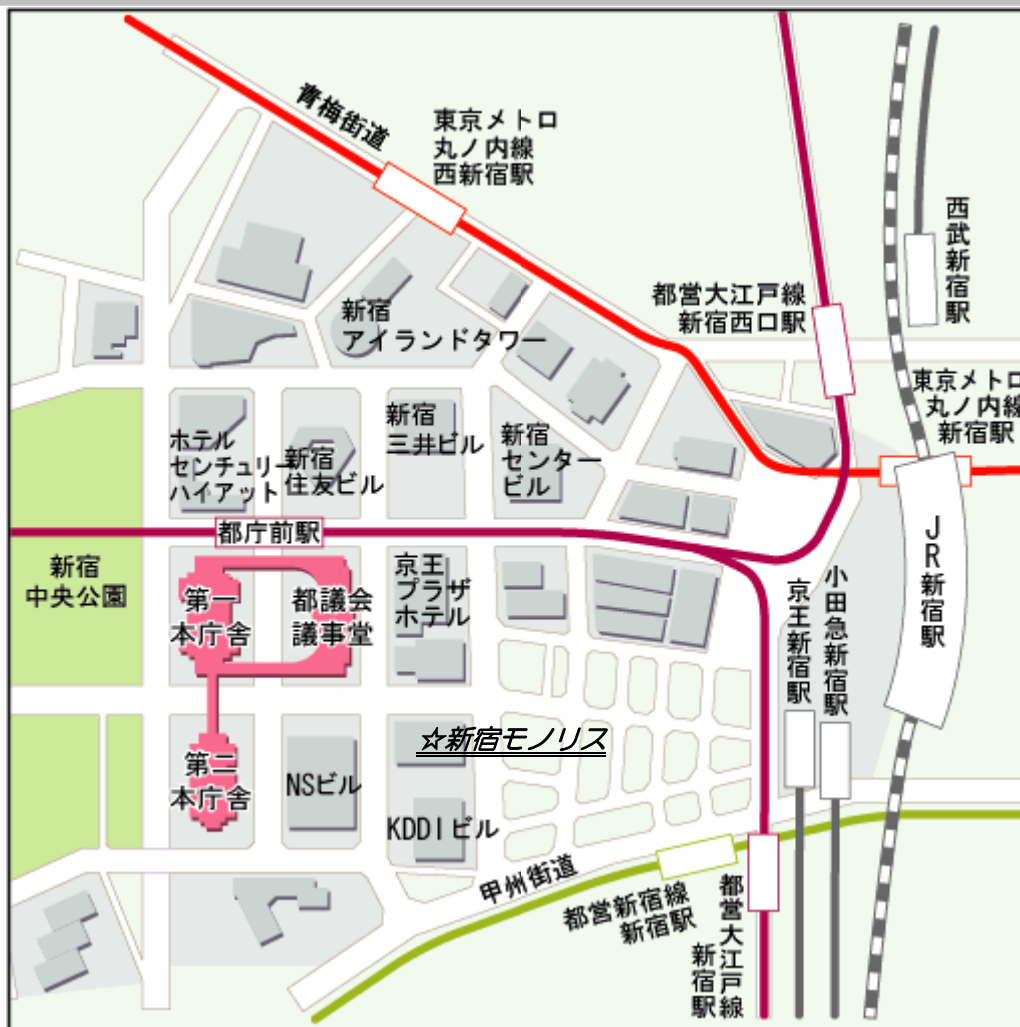 青梅街道
東京メトロ
丸ノ内線
西新宿駅
西武新宿駅
都営大江戸線
新宿西口駅
新宿
アイランドタワー
東京メトロ
丸ノ内線
新宿駅
ホテル
センチュリー
ハイアット
新宿
住友ビル
新宿
三井ビル
新宿
センター
ビル
都庁前駅
JR新宿駅
新宿
中央公園
第一
本庁舎
都議会
議事堂
京王
プラザ
ホテル
京王新宿駅
小田急新宿駅
☆新宿モノリス
第二
本庁舎
NSビル
KDDIビル
甲州街道
都営新宿線
新宿駅
都営大江戸線
新宿駅